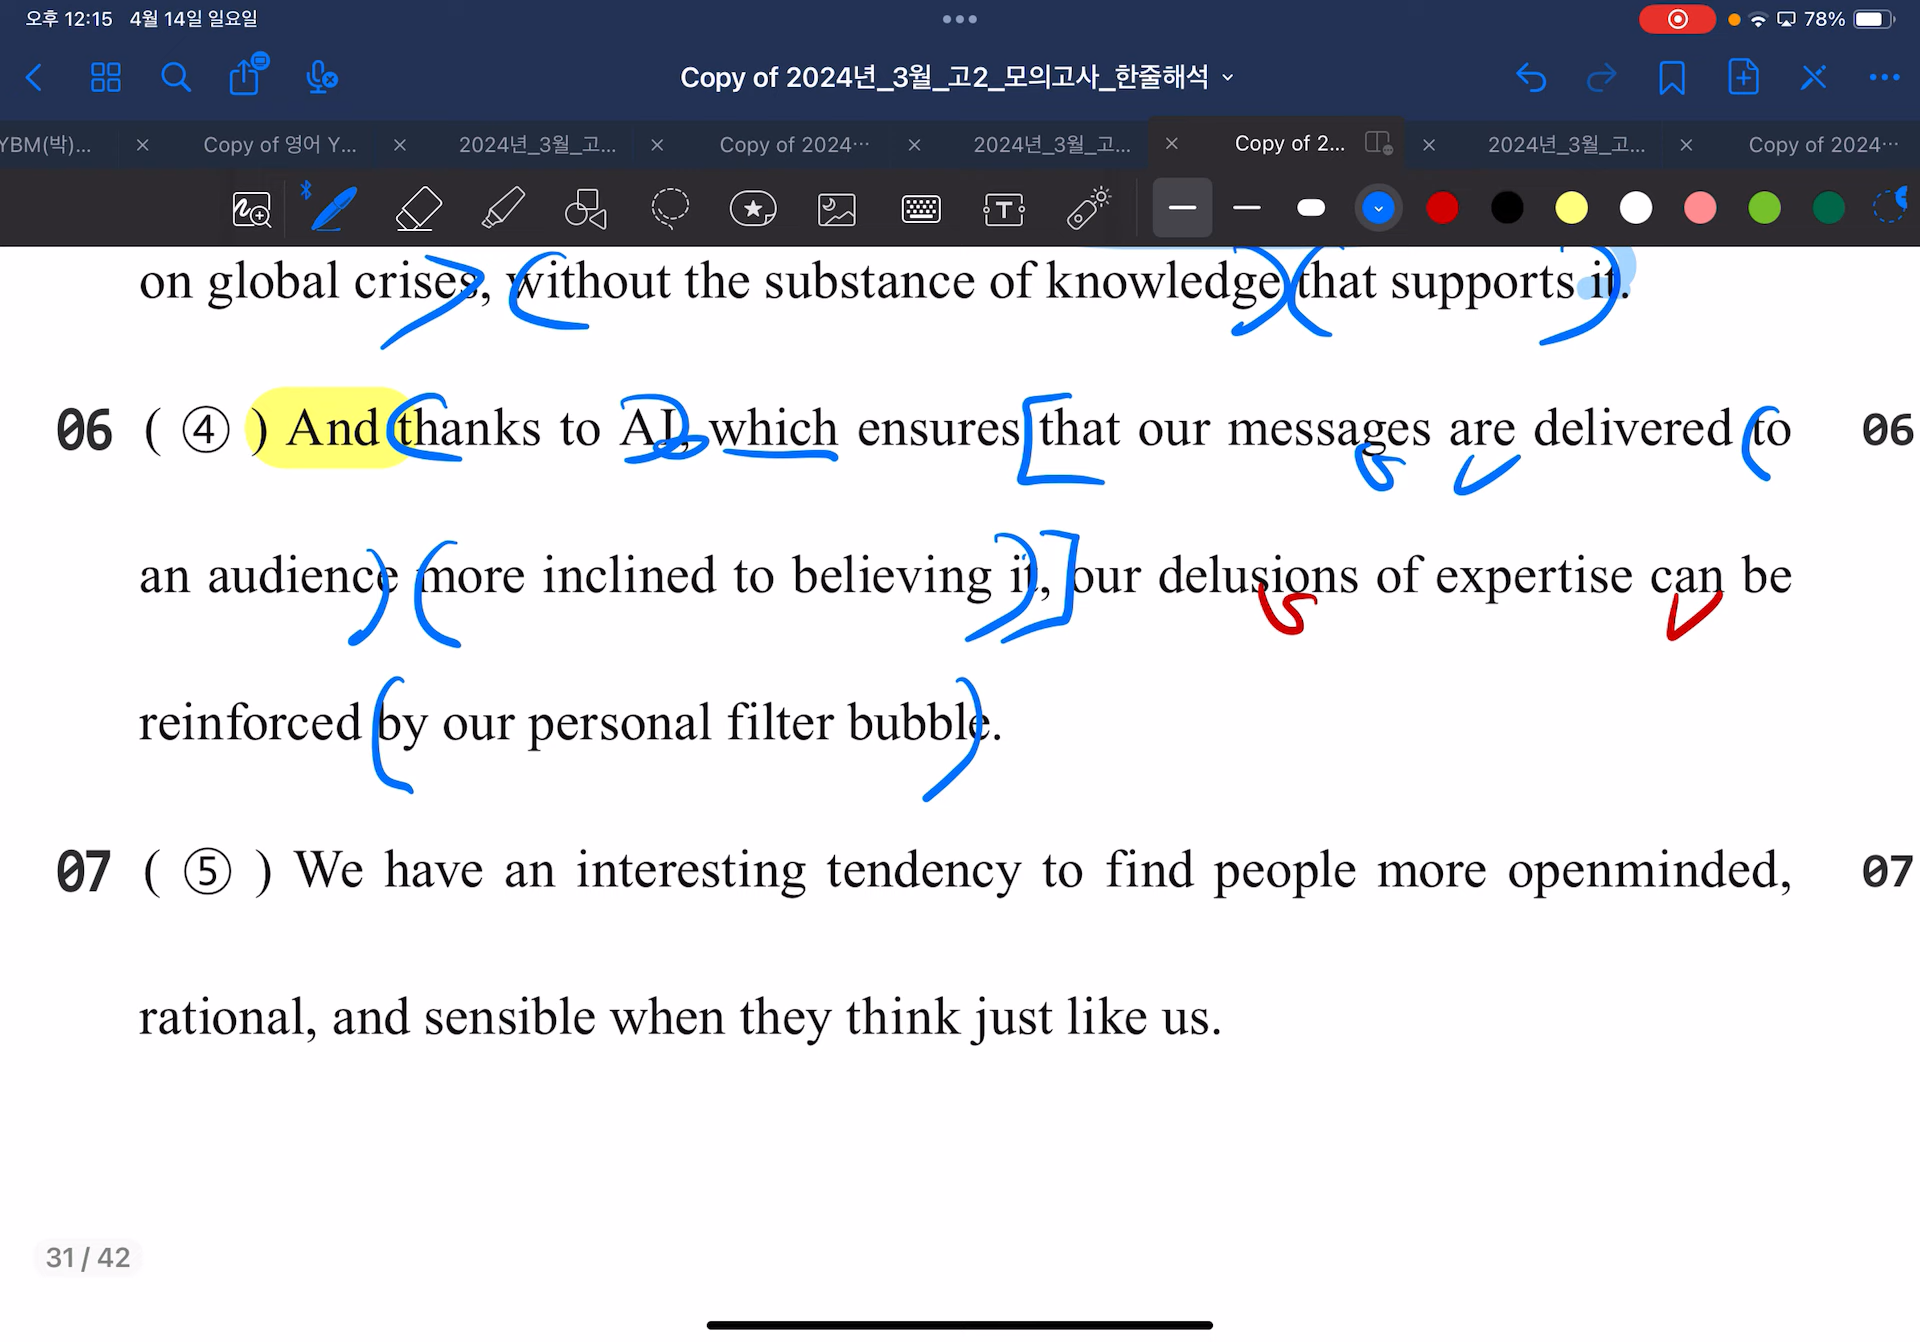 오후 12:15 4월 14일 일요일
78%
Copy of 2024년_3월_고2_모의고사_한줄해석
YBM(박)...
Copy of 영어 Y...
2024년_3월_고...
Copy of 2024...
2024년_3월_고...
Copy of 2...
2024년_3월_고...
Copy of 2024...
on global crises, without the substance of knowledge that supports it.
06 ( ④ ) And thanks to AI, which ensures that our messages are delivered to 06
an audience more inclined to believing it, our delusions of expertise can be
S V
reinforced by our personal filter bubble.
07 ( ⑤ ) We have an interesting tendency to find people more openminded, 07
rational, and sensible when they think just like us.
31 / 42